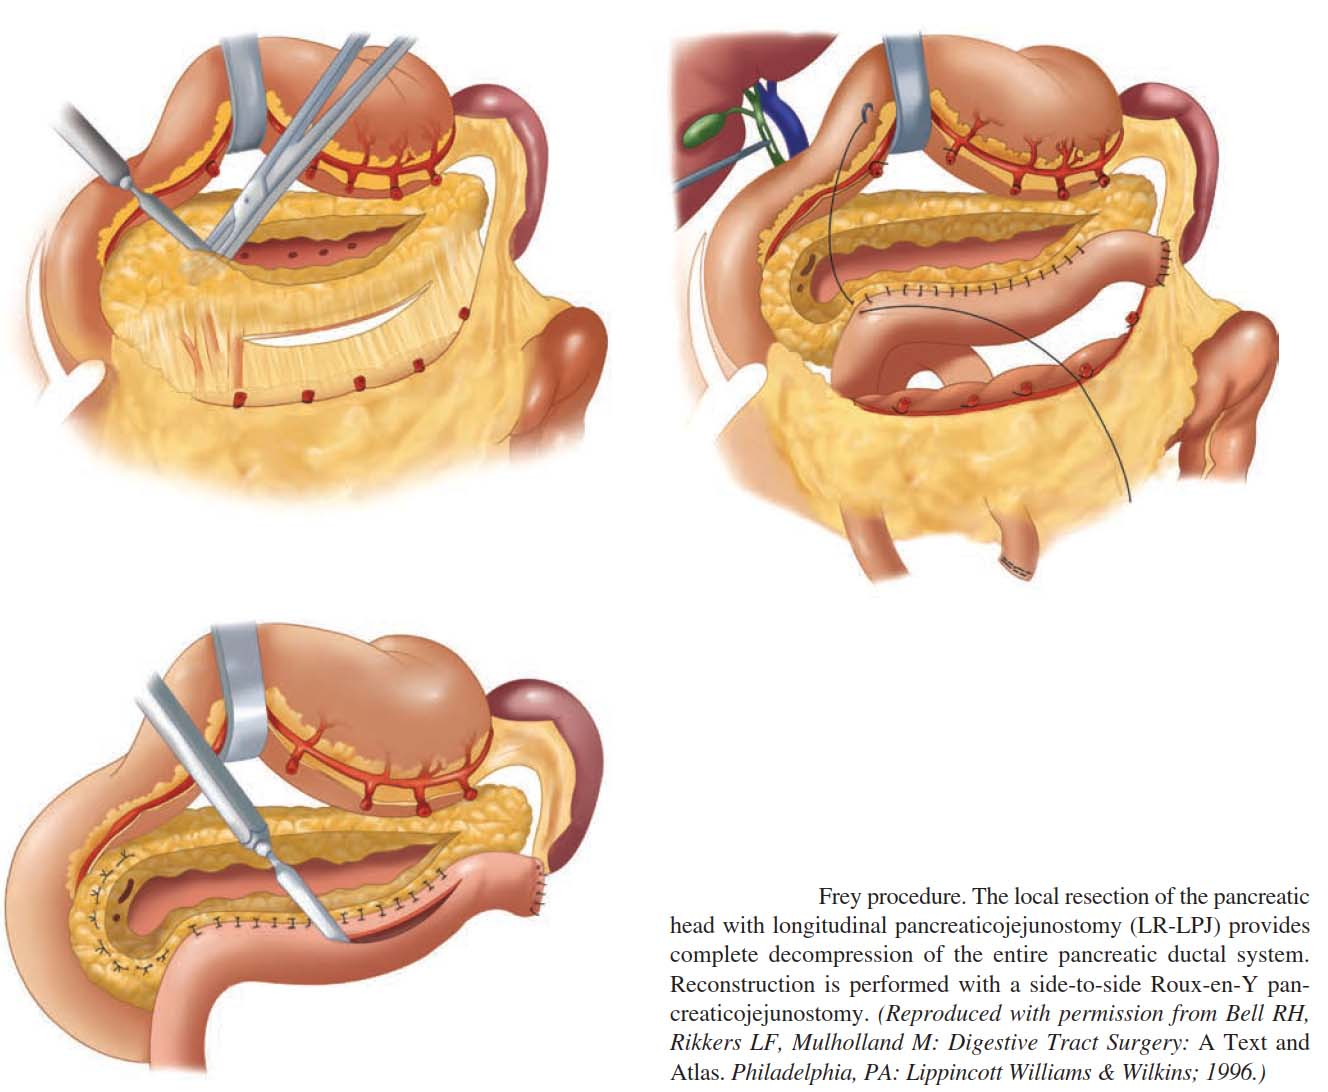 Frey procedure. The local resection of the pancreatic
head with longitudinal pancreaticojejunostomy (LR-LPJ) provides
complete decompression of the entire pancreatic ductal system.
Reconstruction is performed with a side-to-side Roux-en-Y pan-
creaticojejunostomy. (Reproduced with permission from Bell RH,
Rikkers LF, Mulholland M: Digestive Tract Surgery: A Text and
Atlas. Philadelphia, PA: Lippincott Williams & Wilkins; 1996.)